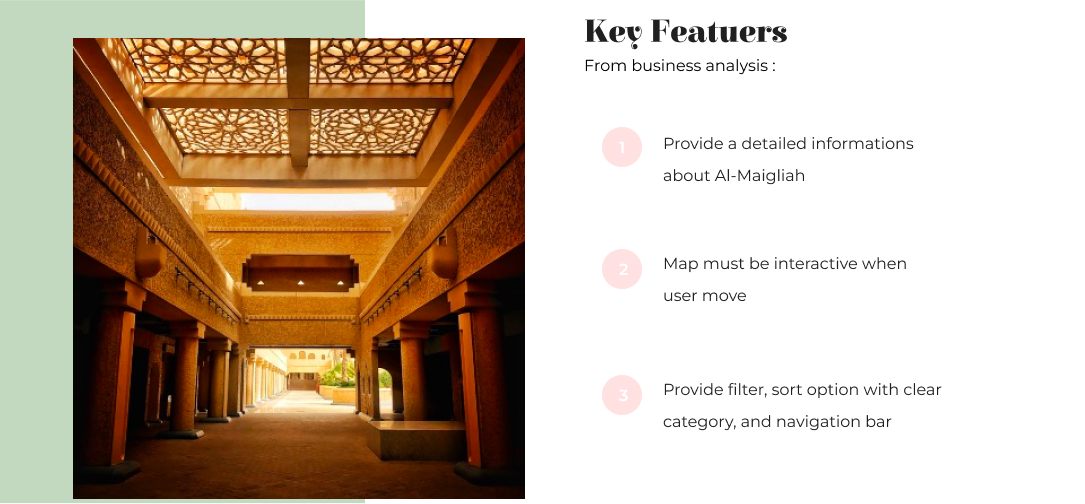 Key Featuers
From business analysis :
1
Provide a detailed informations
about Al-Maigliah
2
Map must be interactive when
user move
3
Provide filter, sort option with clear
category, and navigation bar